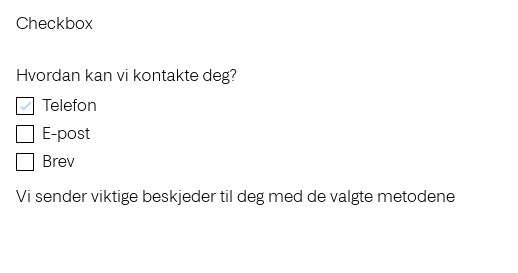 Checkbox
Hvordan kan vi kontakte deg?
Telefon
E-post
Brev
Vi sender viktige beskjeder til deg med de valgte metodene